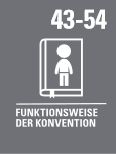 43-54
FUNKTIONSWEISE
DER KONVENTION